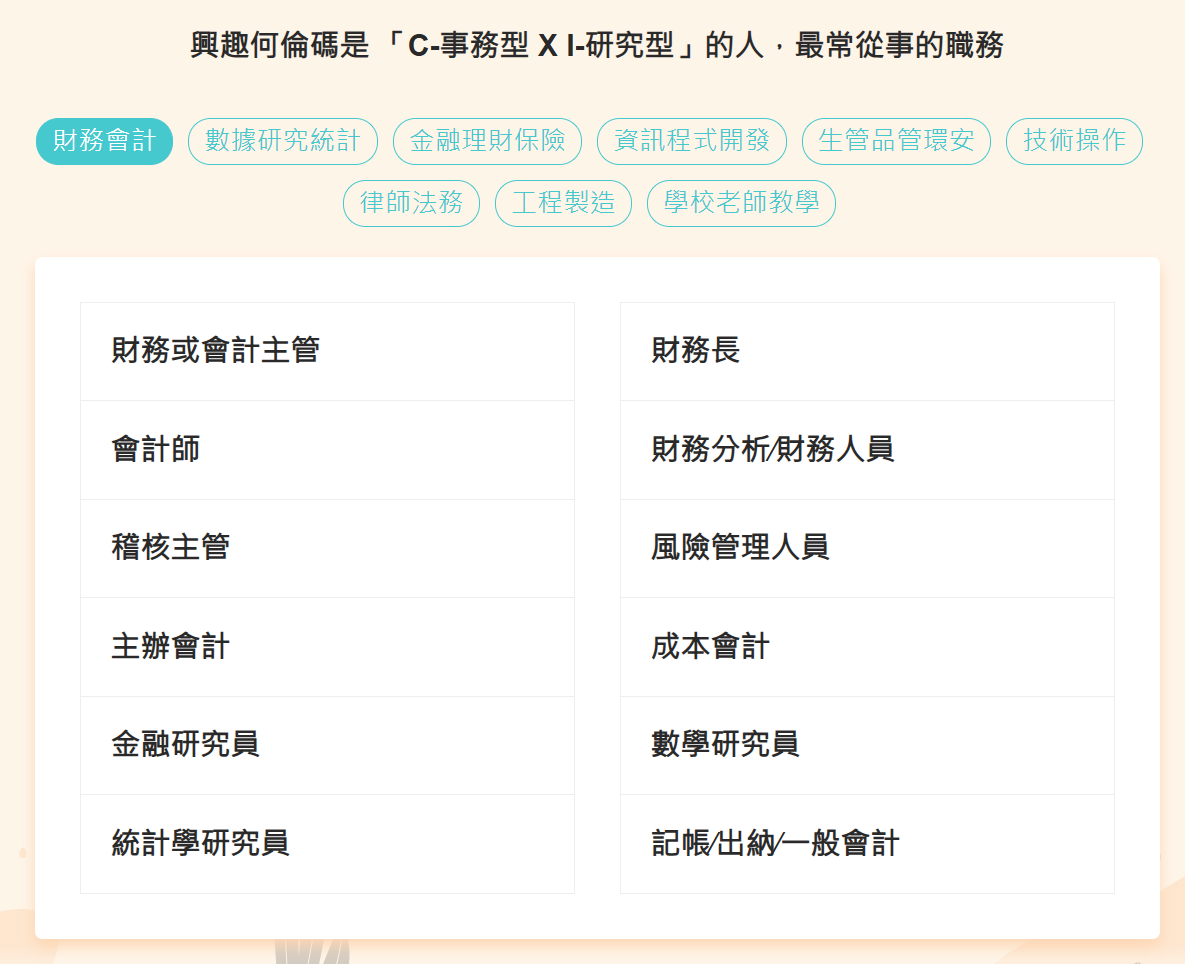 興趣何倫碼是 「C-事務型 X I-研究型」的人，最常從事的職務
財務會計 數據研究統計 金融理財保險 資訊程式開發 生管品管環安 技術操作
律師法務 工程製造 學校老師教學
財務或會計主管 財務長
會計師 財務分析/財務人員
稽核主管 風險管理人員
主辦會計 成本會計
金融研究員 數學研究員
統計學研究員 記帳/出納/一般會計